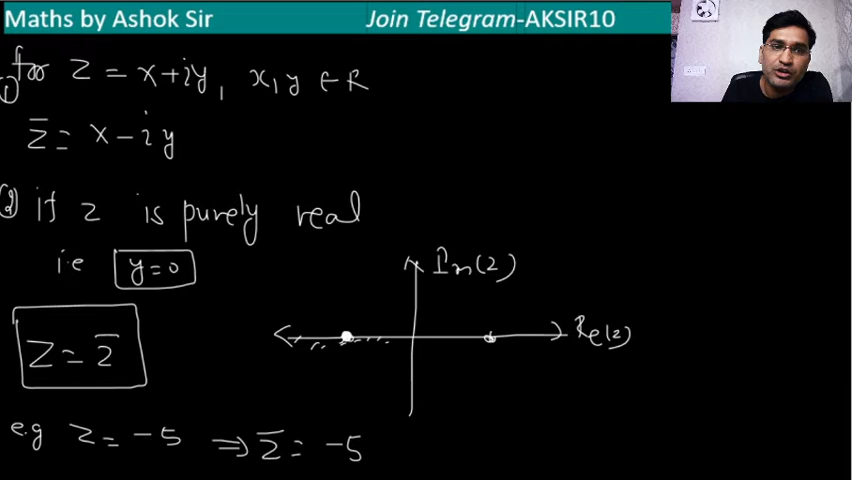 Maths by Ashok Sir
Join Telegram-AKSIR10
(1) for Z = x+iy, x,y ∈ R
z̄ = x-iy
(2) if z is purely real
i.e y=0
Z = z̄
Im(z)
Re(z)
e.g z = -5 ⇒ z̄ = -5